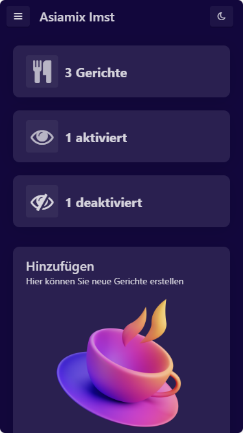 Asiamix Imst
3 Gerichte
1 aktiviert
1 deaktiviert
Hinzufügen
Hier können Sie neue Gerichte erstellen